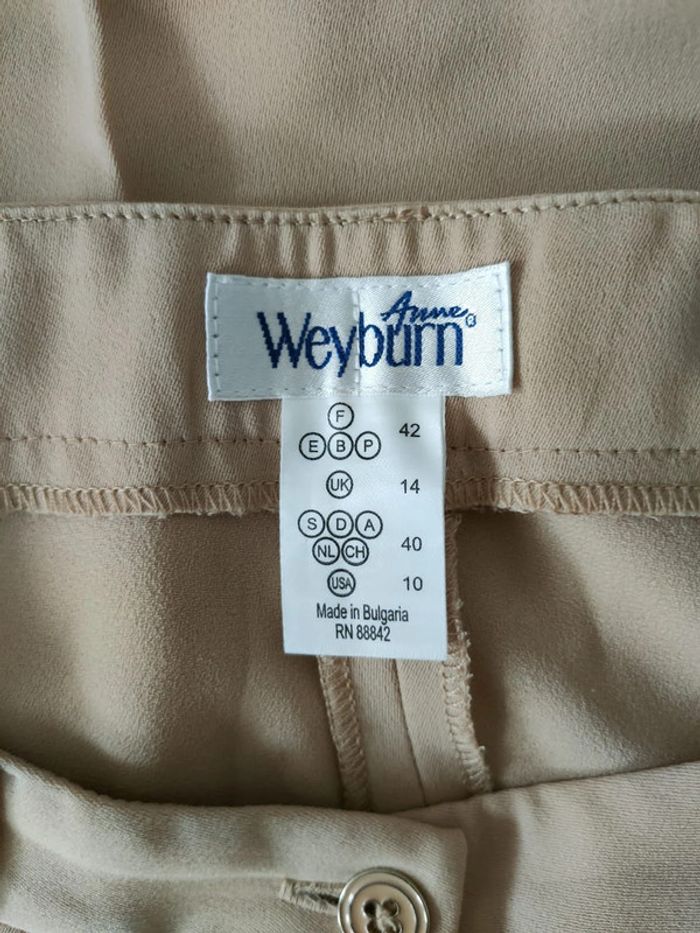 Anne
Weyburn®
F
E B P 42
UK 14
S D A
NL CH 40
USA 10
Made in Bulgaria
RN 88842